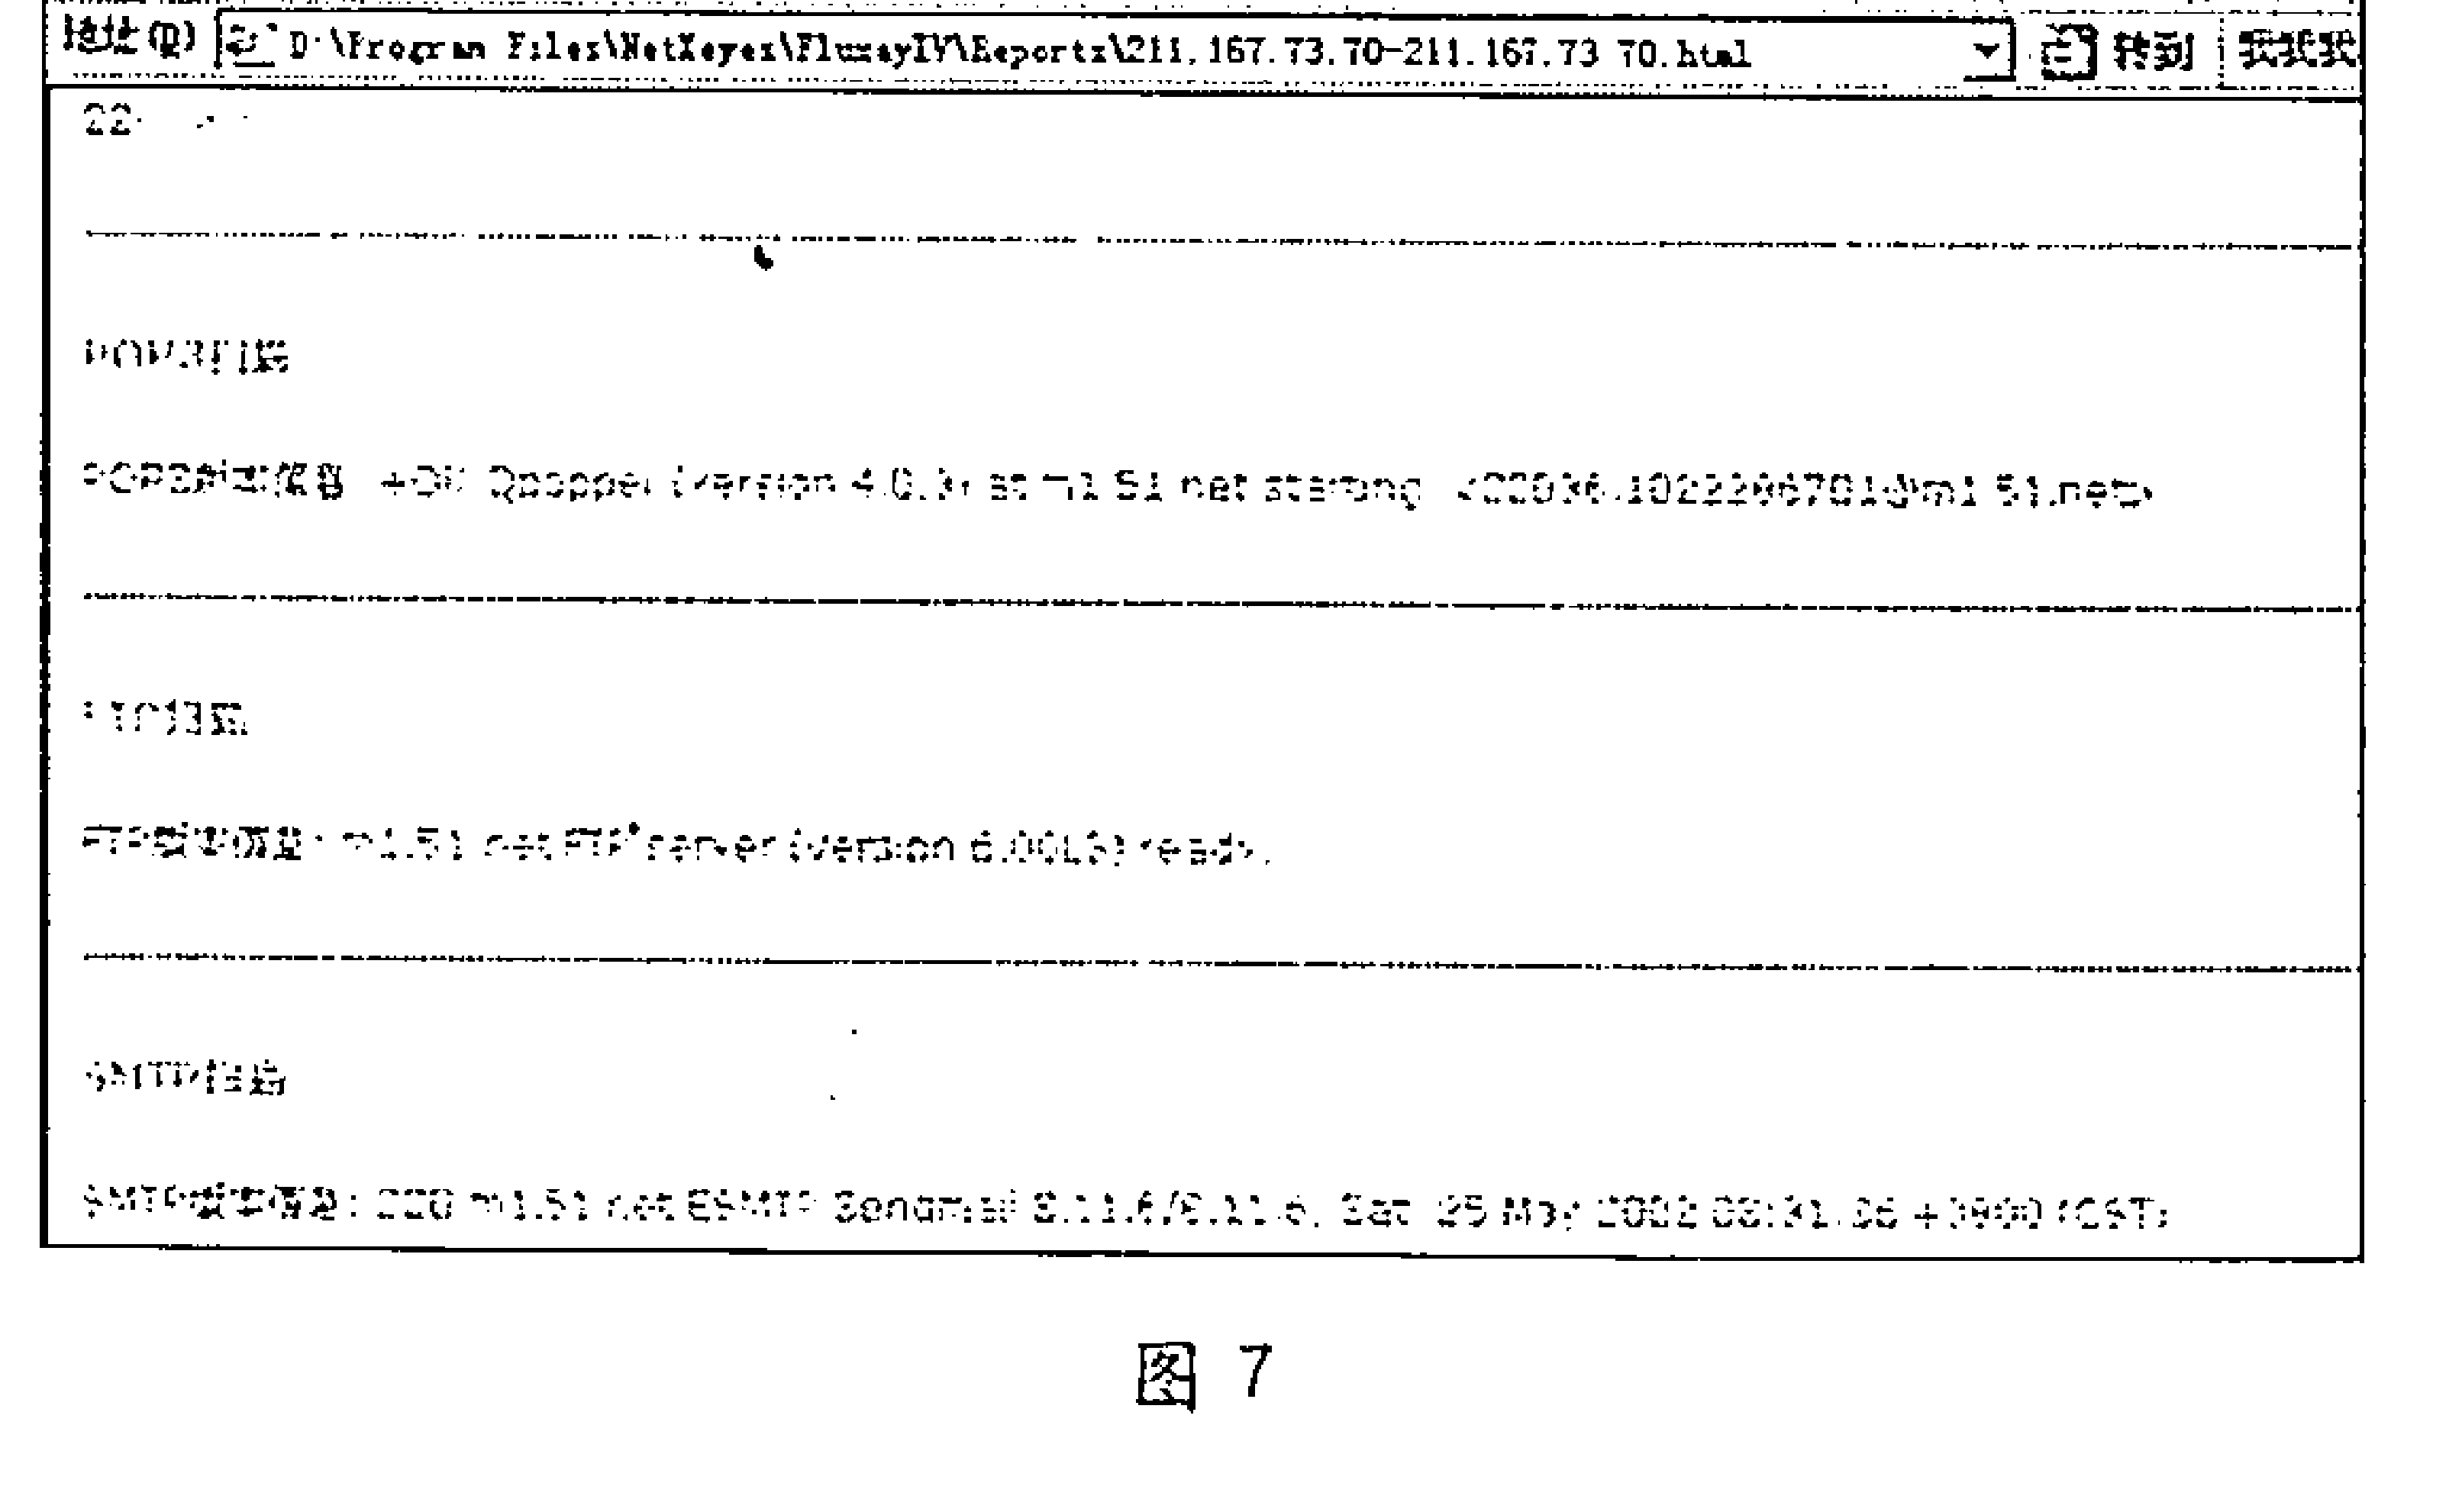 地址(D) D:\Program Files\NetXeyes\FluxayIV\Reports\211.167.73.70-211.167.73.70.html 转到
22
POP3扫描
POP3版本信息: +OK Qpopper (version 4.0.3) at m1.51.net starting.
FTP扫描
FTP版本信息: m1.51.net FTP server (Version 6.00LS) ready.
SMTP扫描
SMTP版本信息: 220 m1.51.net ESMTP Sendmail 8.11.6/8.11.6; Sat, 25 May 2002
图 7